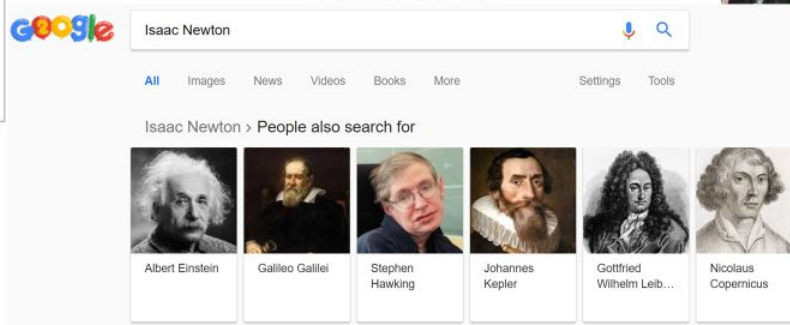 Google
Isaac Newton
All Images News Videos Books More Settings Tools
Isaac Newton > People also search for
Albert Einstein
Galileo Galilei
Stephen
Hawking
Johannes
Kepler
Gottfried
Wilhelm Leib...
Nicolaus
Copernicus